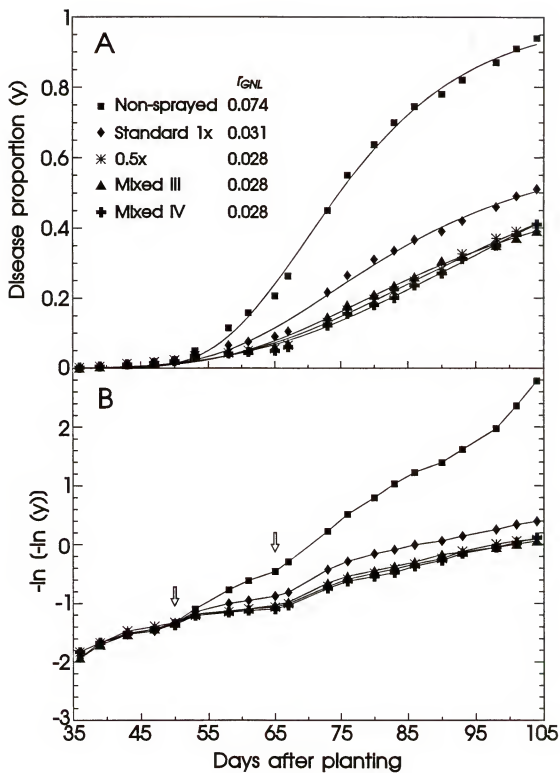 A
r_GNL
Non-sprayed 0.074
Standard 1x 0.031
0.5x 0.028
Mixed III 0.028
Mixed IV 0.028
Disease proportion (y)
1
0.8
0.6
0.4
0.2
0
B
-ln (-ln (y))
2
1
0
-1
-2
-3
35 45 55 65 75 85 95 105
Days after planting